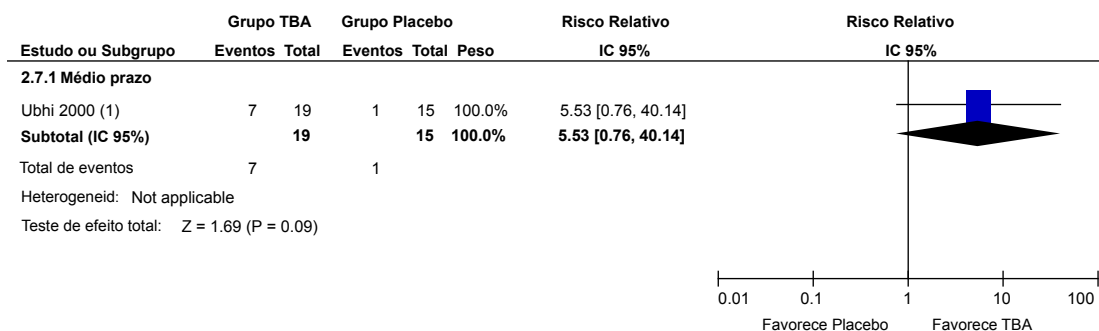 Grupo TBA Grupo Placebo Risco Relativo Risco Relativo
Estudo ou Subgrupo Eventos Total Eventos Total Peso IC 95% IC 95%
2.7.1 Médio prazo
Ubhi 2000 (1) 7 19 1 15 100.0% 5.53 [0.76, 40.14]
Subtotal (IC 95%) 19 15 100.0% 5.53 [0.76, 40.14]
Total de eventos 7 1
Heterogeneid: Not applicable
Teste de efeito total: Z = 1.69 (P = 0.09)
0.01 0.1 1 10 100
Favorece Placebo Favorece TBA